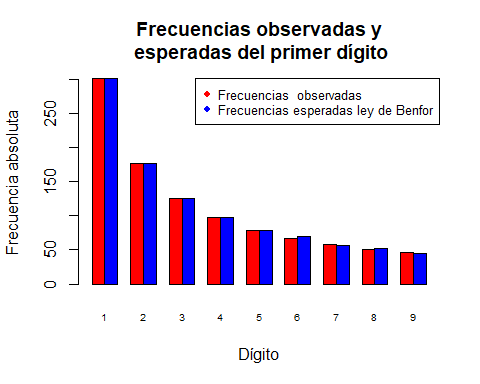 Frecuencias observadas y
esperadas del primer dígito
Frecuencias observadas
Frecuencias esperadas ley de Benfor
Frecuencia absoluta
250
150
50
0
1 2 3 4 5 6 7 8 9
Dígito